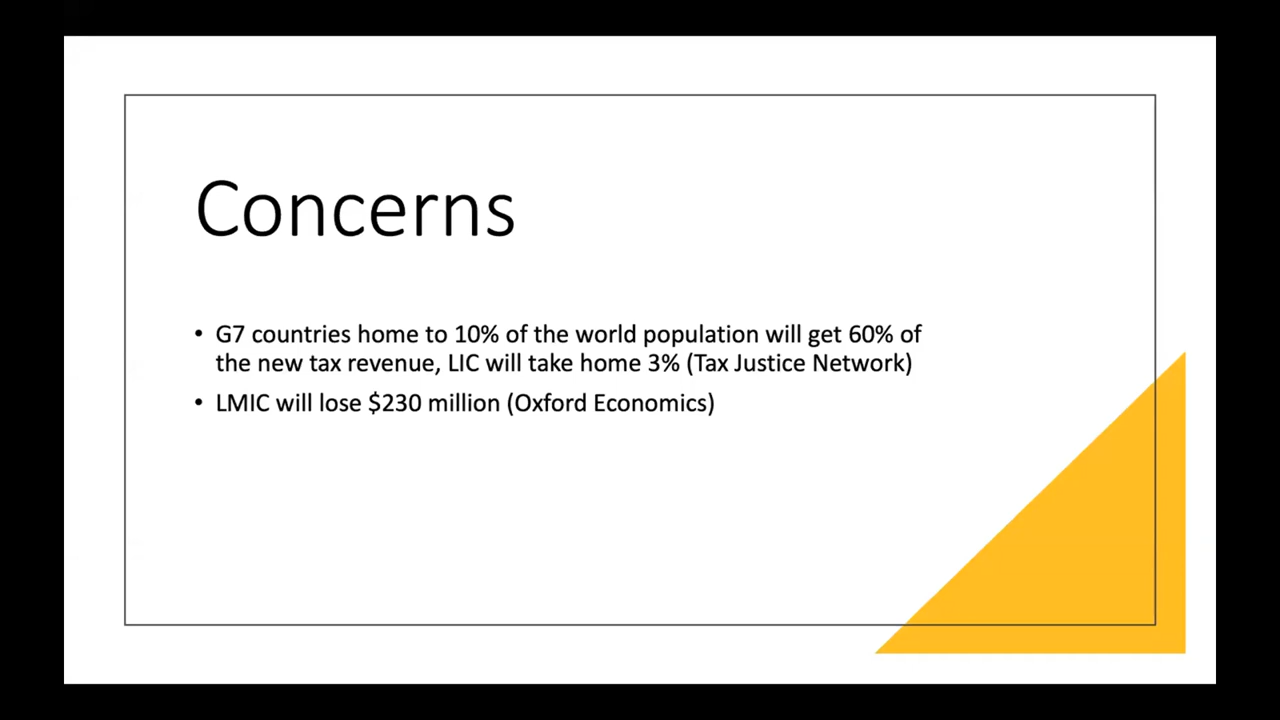 Concerns
• G7 countries home to 10% of the world population will get 60% of
the new tax revenue, LIC will take home 3% (Tax Justice Network)
• LMIC will lose $230 million (Oxford Economics)